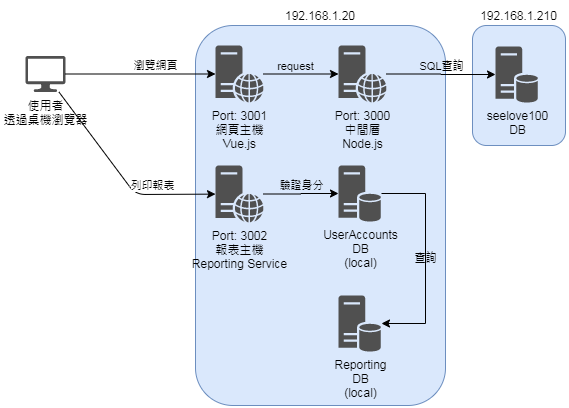 192.168.1.20
192.168.1.210
瀏覽網頁
request
SQL查詢
使用者
透過桌機瀏覽器
Port: 3001
網頁主機
Vue.js
Port: 3000
中間層
Node.js
seelove100
DB
列印報表
驗證身分
Port: 3002
報表主機
Reporting Service
UserAccounts
DB
(local)
查詢
Reporting
DB
(local)